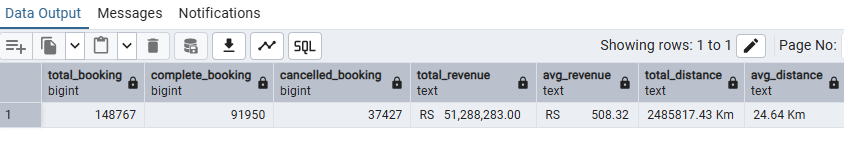 Data Output Messages Notifications
SQL Showing rows: 1 to 1 Page No:
total_booking complete_booking cancelled_booking total_revenue avg_revenue total_distance avg_distance
bigint bigint bigint text text text text
1 148767 91950 37427 RS 51,288,283.00 RS 508.32 2485817.43 Km 24.64 Km